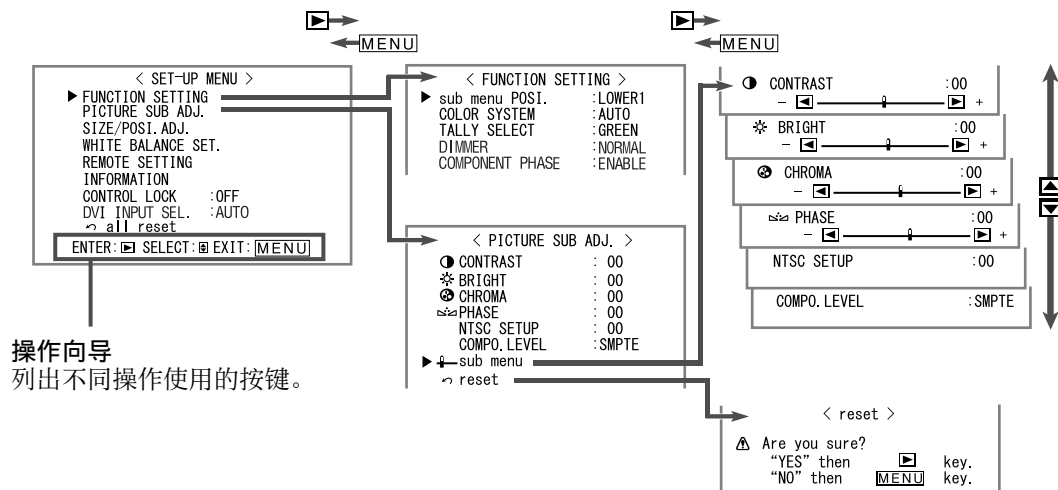 ▶→
←MENU
▶→
←MENU
< SET-UP MENU >
▶ FUNCTION SETTING
PICTURE SUB ADJ.
SIZE/POSI.ADJ.
WHITE BALANCE SET.
REMOTE SETTING
INFORMATION
CONTROL LOCK :OFF
DVI INPUT SEL. :AUTO
all reset
ENTER: ▶ SELECT: EXIT: MENU
操作向导
列出不同操作使用的按键。
< FUNCTION SETTING >
▶ sub menu POSI. :LOWER1
COLOR SYSTEM :AUTO
TALLY SELECT :GREEN
DIMMER :NORMAL
COMPONENT PHASE :ENABLE
< PICTURE SUB ADJ. >
CONTRAST : 00
BRIGHT : 00
CHROMA : 00
PHASE : 00
NTSC SETUP : 00
COMPO.LEVEL :SMPTE
▶ sub menu
reset
CONTRAST :00
- ◀ ▶ +
BRIGHT :00
- ◀ ▶ +
CHROMA :00
- ◀ ▶ +
PHASE :00
- ◀ ▶ +
NTSC SETUP :00
COMPO.LEVEL :SMPTE
▲
▼
< reset >
Are you sure?
“YES” then ▶ key.
“NO” then MENU key.